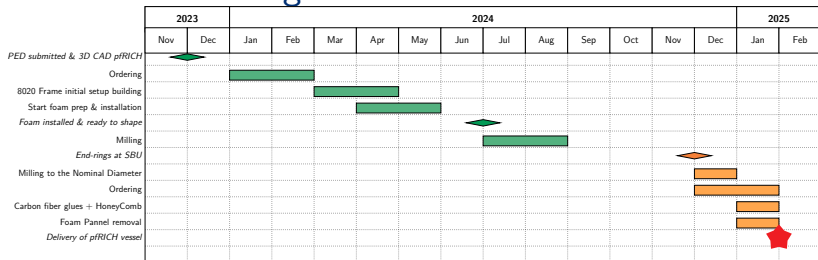 2023 2024 2025
Nov Dec Jan Feb Mar Apr May Jun Jul Aug Sep Oct Nov Dec Jan Feb
PED submitted & 3D CAD pfRICH
Ordering
8020 Frame initial setup building
Start foam prep & installation
Foam installed & ready to shape
Milling
End-rings at SBU
Milling to the Nominal Diameter
Ordering
Carbon fiber glues + HoneyComb
Foam Pannel removal
Delivery of pfRICH vessel